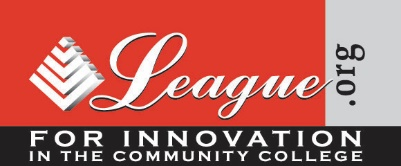 League
.org
FOR INNOVATION
IN THE COMMUNITY COLLEGE